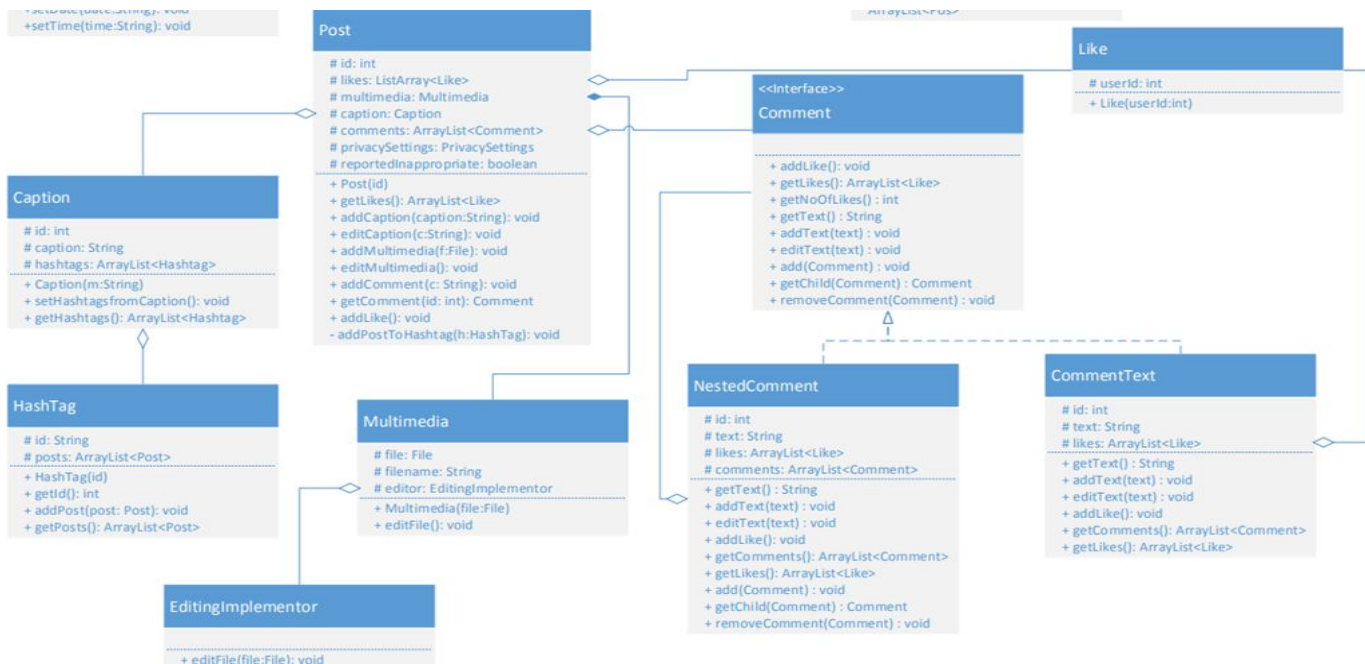 +setDate(date:String): void
+setTime(time:String): void
ArrayList<Pos>
Post
# id: int
# likes: ListArray<Like>
# multimedia: Multimedia
# caption: Caption
# comments: ArrayList<Comment>
# privacySettings: PrivacySettings
# reportedInappropriate: boolean
+ Post(id)
+ getLikes(): ArrayList<Like>
+ addCaption(caption:String): void
+ editCaption(c:String): void
+ addMultimedia(f:File): void
+ editMultimedia(): void
+ addComment(c: String): void
+ getComment(id: int): Comment
+ addLike(): void
- addPostToHashtag(h:HashTag): void
Like
# userId: int
+ Like(userId:int)
<<Interface>>
Comment
+ addLike(): void
+ getLikes(): ArrayList<Like>
+ getNoOfLikes() : int
+ getText() : String
+ addText(text) : void
+ editText(text) : void
+ add(Comment) : void
+ getChild(Comment) : Comment
+ removeComment(Comment) : void
Caption
# id: int
# caption: String
# hashtags: ArrayList<Hashtag>
+ Caption(m:String)
+ setHashtagsfromCaption(): void
+ getHashtags(): ArrayList<Hashtag>
HashTag
# id: String
# posts: ArrayList<Post>
+ HashTag(id)
+ getId(): int
+ addPost(post: Post): void
+ getPosts(): ArrayList<Post>
Multimedia
# file: File
# filename: String
# editor: EditingImplementor
+ Multimedia(file:File)
+ editFile(): void
NestedComment
# id: int
# text: String
# likes: ArrayList<Like>
# comments: ArrayList<Comment>
+ getText() : String
+ addText(text) : void
+ editText(text) : void
+ addLike(): void
+ getComments(): ArrayList<Comment>
+ getLikes(): ArrayList<Like>
+ add(Comment) : void
+ getChild(Comment) : Comment
+ removeComment(Comment) : void
CommentText
# id: int
# text: String
# likes: ArrayList<Like>
+ getText() : String
+ addText(text) : void
+ editText(text) : void
+ addLike(): void
+ getComments(): ArrayList<Comment>
+ getLikes(): ArrayList<Like>
EditingImplementor
+ editFile(file:File): void